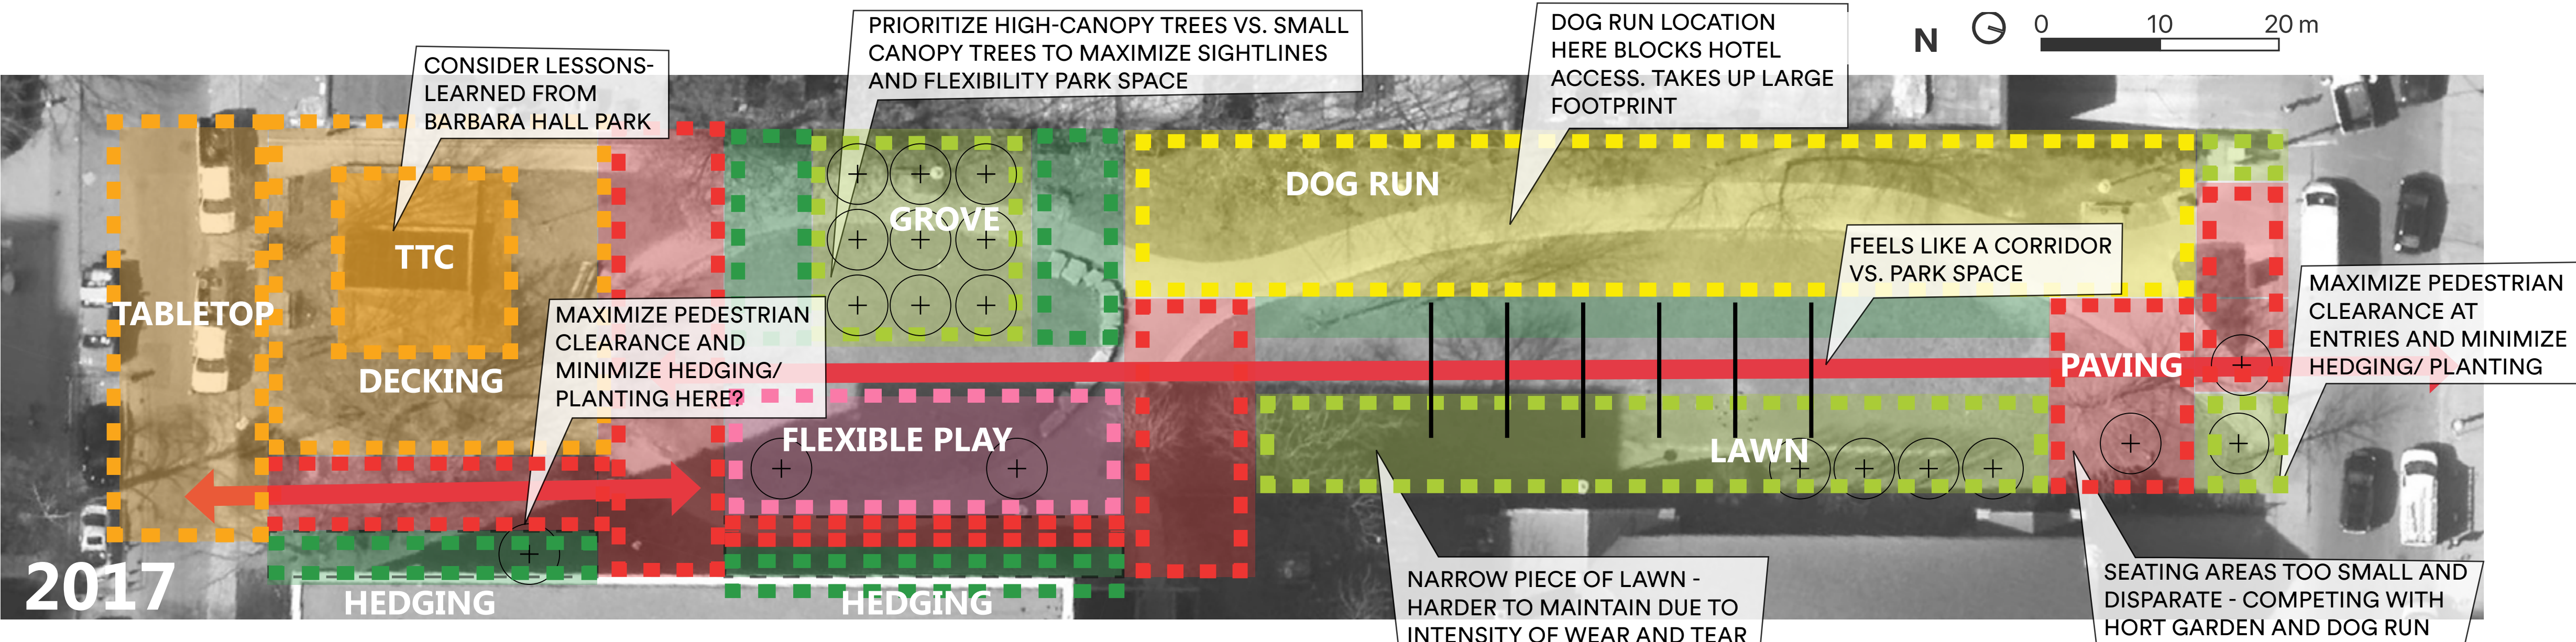 PRIORITIZE HIGH-CANOPY TREES VS. SMALL
CANOPY TREES TO MAXIMIZE SIGHTLINES
AND FLEXIBILITY PARK SPACE
DOG RUN LOCATION
HERE BLOCKS HOTEL
ACCESS. TAKES UP LARGE
FOOTPRINT
N
0 10 20 m
CONSIDER LESSONS-
LEARNED FROM
BARBARA HALL PARK
DOG RUN
GROVE
TTC
TABLETOP
DECKING
FEELS LIKE A CORRIDOR
VS. PARK SPACE
MAXIMIZE PEDESTRIAN
CLEARANCE AT
ENTRIES AND MINIMIZE
HEDGING/ PLANTING
MAXIMIZE PEDESTRIAN
CLEARANCE AND
MINIMIZE HEDGING/
PLANTING HERE?
PAVING
FLEXIBLE PLAY
LAWN
2017
HEDGING
HEDGING
NARROW PIECE OF LAWN -
HARDER TO MAINTAIN DUE TO
INTENSITY OF WEAR AND TEAR
SEATING AREAS TOO SMALL AND
DISPARATE - COMPETING WITH
HORT GARDEN AND DOG RUN